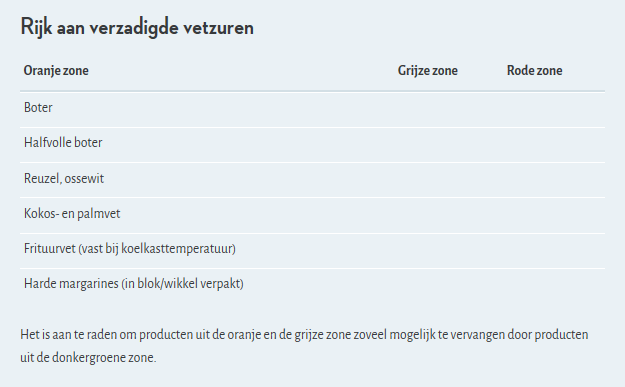 Rijk aan verzadigde vetzuren
Oranje zone Grijze zone Rode zone
Boter
Halfvolle boter
Reuzel, ossewit
Kokos- en palmvet
Frituurvet (vast bij koelkasttemperatuur)
Harde margarines (in blok/wikkel verpakt)
Het is aan te raden om producten uit de oranje en de grijze zone zoveel mogelijk te vervangen door producten
uit de donkergroene zone.